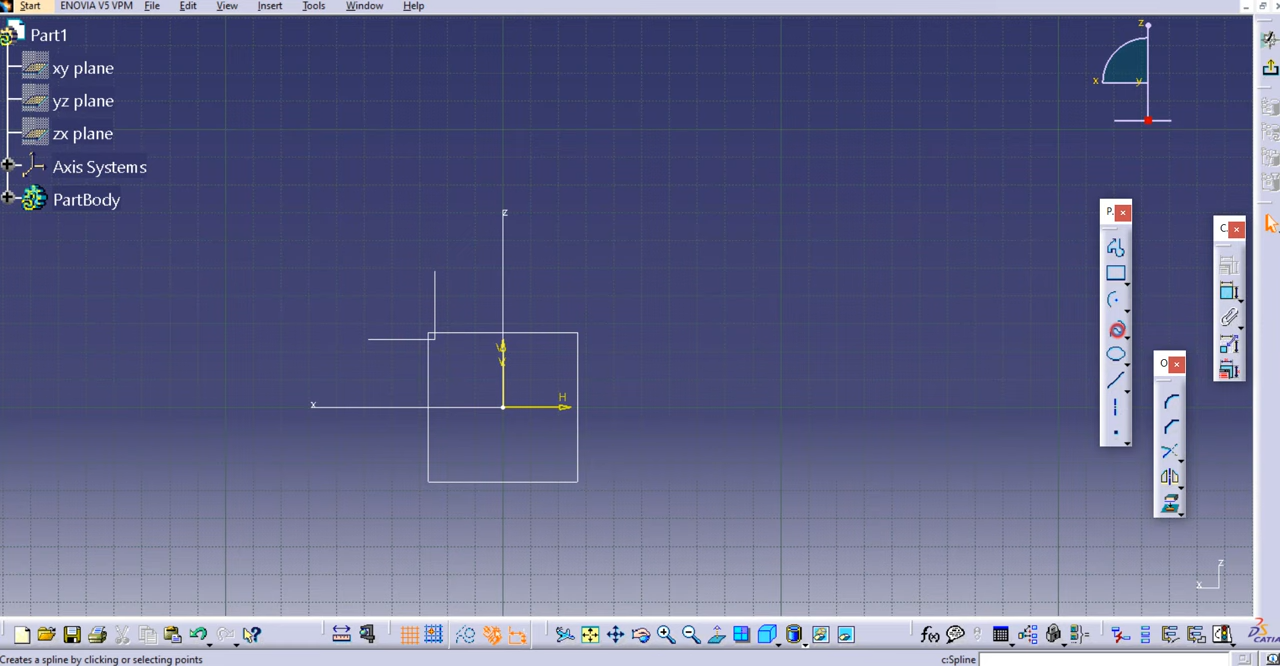 Start ENOVIA V5 VPM File Edit View Insert Tools Window Help
Part1
xy plane
yz plane
zx plane
Axis Systems
PartBody
z
x y
z
V
H
x
P..
C..
O
z
x
f(x)
CATIA
Creates a spline by clicking or selecting points
c:Spline